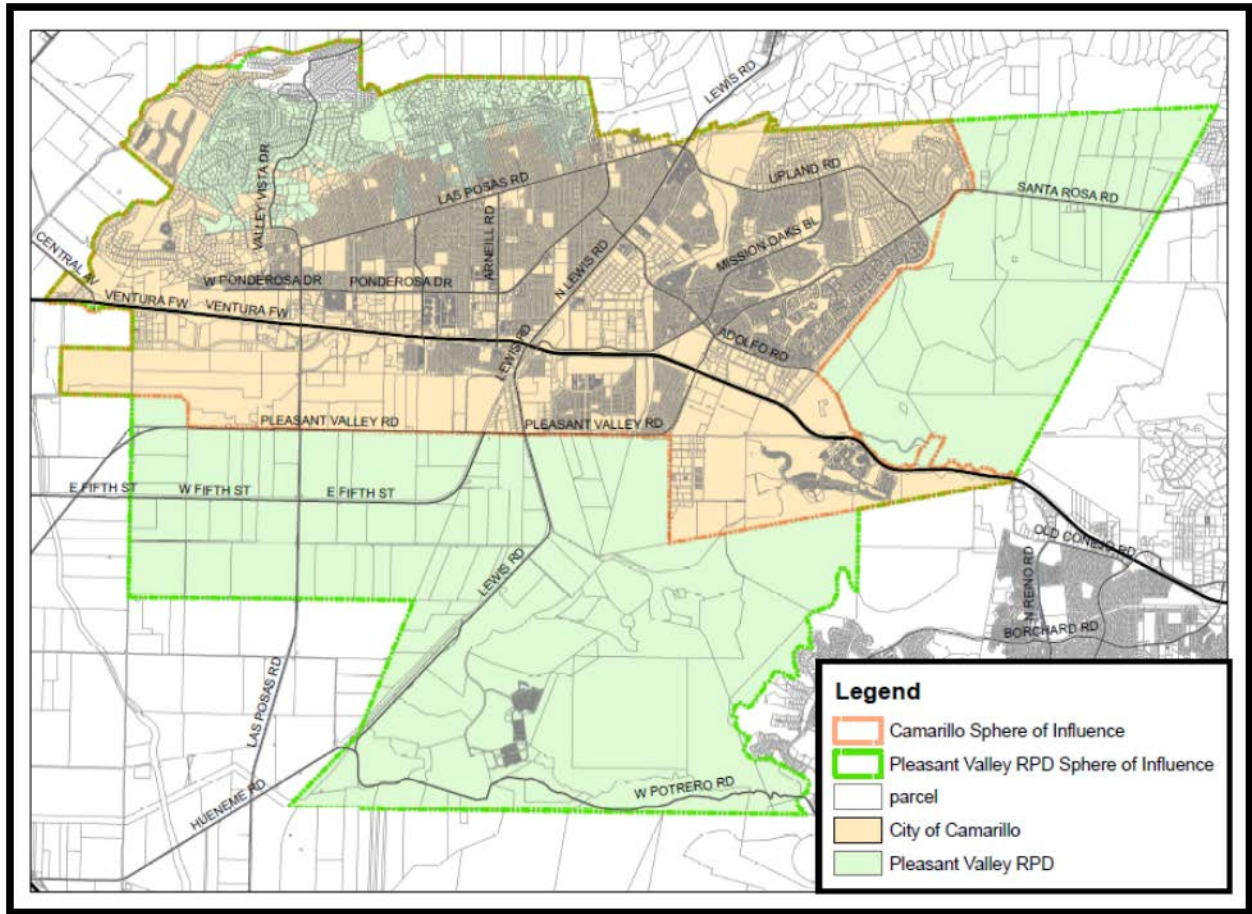 LEWIS RD
UPLAND RD
SANTA ROSA RD
LAS POSAS RD
VALLEY VISTA DR
ARNEILL RD
MISSION OAKS BL
N LEWIS RD
CENTRAL AV
W PONDEROSA DR
PONDEROSA DR
VENTURA FW
VENTURA FW
LEWIS RD
ADOLFO RD
PLEASANT VALLEY RD
PLEASANT VALLEY RD
E FIFTH ST
W FIFTH ST
E FIFTH ST
OLD CONEJO RD
LEWIS RD
N REINO RD
BORCHARD RD
LAS POSAS RD
HUENEME RD
W POTRERO RD
Legend
Camarillo Sphere of Influence
Pleasant Valley RPD Sphere of Influence
parcel
City of Camarillo
Pleasant Valley RPD